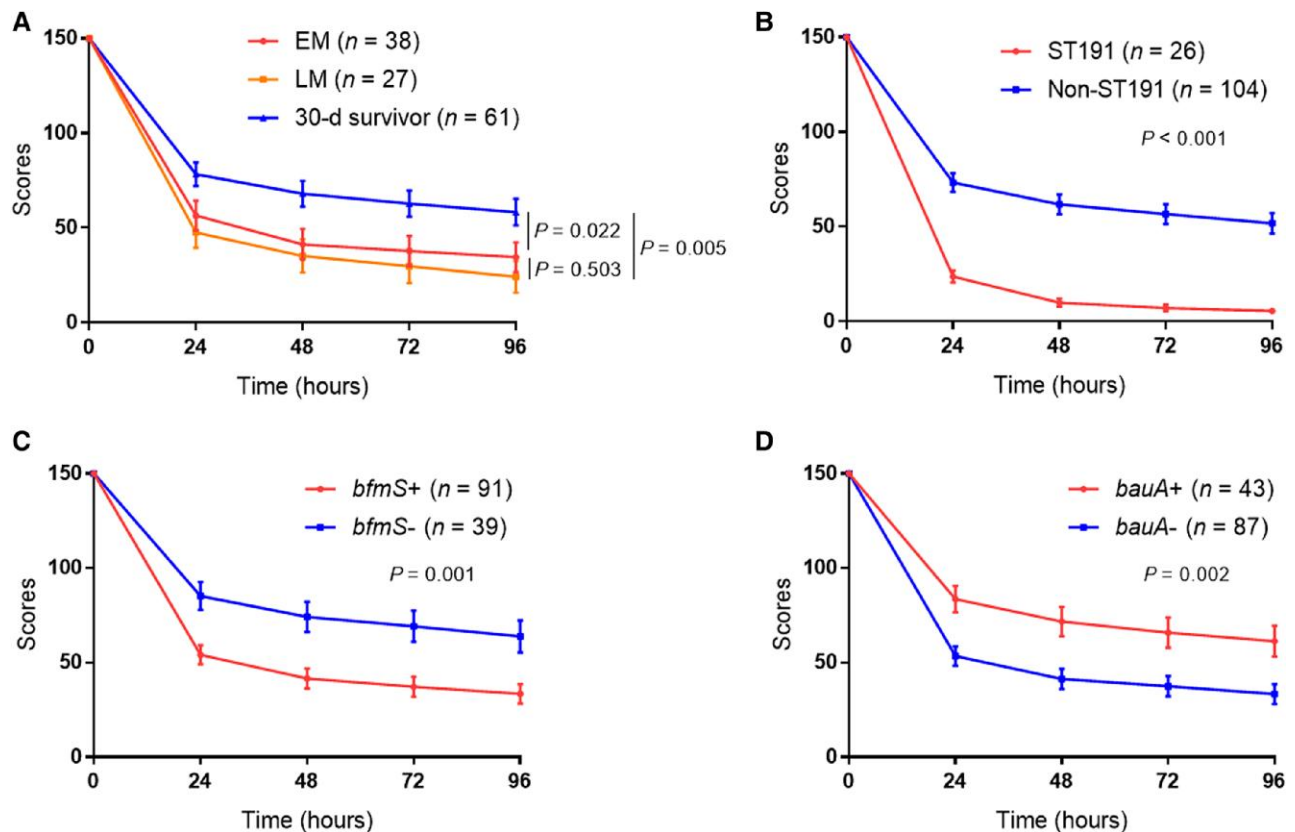 A
EM (n = 38)
LM (n = 27)
30-d survivor (n = 61)
150
100
50
0
Scores
P = 0.022
P = 0.503
P = 0.005
0 24 48 72 96
Time (hours)
B
ST191 (n = 26)
Non-ST191 (n = 104)
P < 0.001
150
100
50
0
Scores
0 24 48 72 96
Time (hours)
C
bfmS+ (n = 91)
bfmS- (n = 39)
P = 0.001
150
100
50
0
Scores
0 24 48 72 96
Time (hours)
D
bauA+ (n = 43)
bauA- (n = 87)
P = 0.002
150
100
50
0
Scores
0 24 48 72 96
Time (hours)